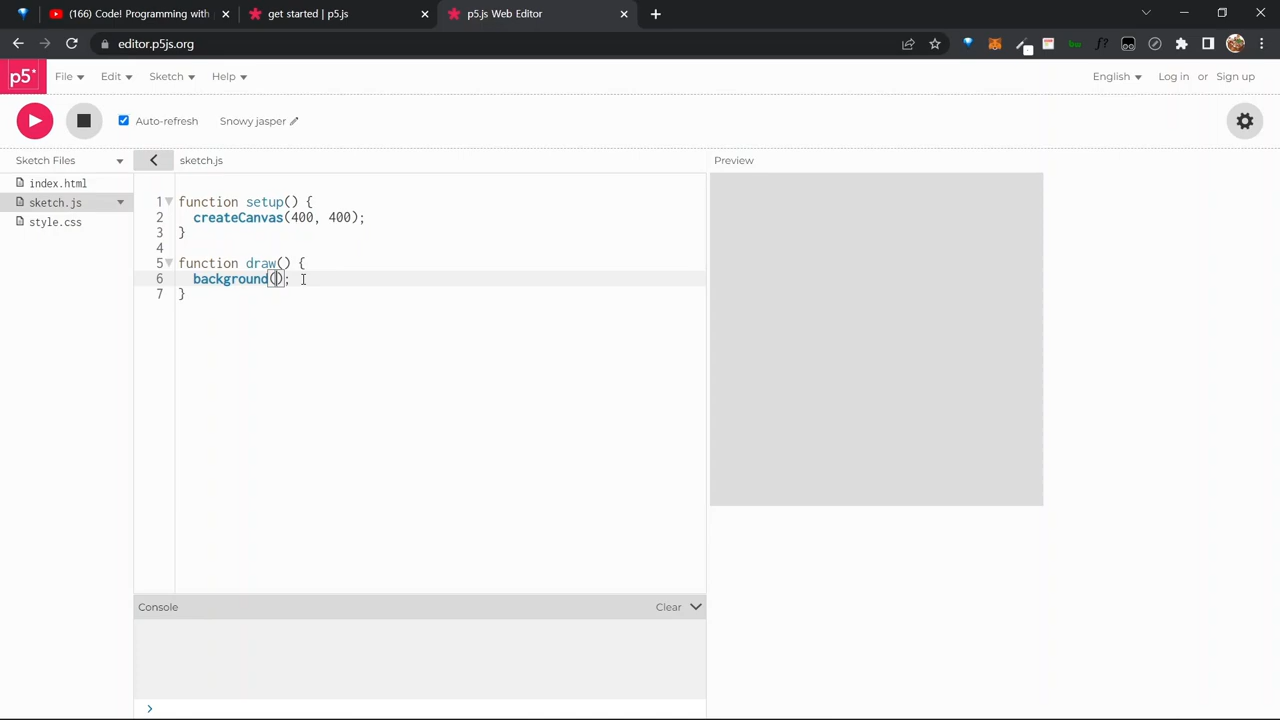 (166) Code! Programming with
get started | p5.js
p5.js Web Editor
editor.p5js.org
p5*
File
Edit
Sketch
Help
English
Log in or Sign up
Auto-refresh
Snowy jasper
Sketch Files
sketch.js
Preview
index.html
sketch.js
style.css
1 function setup() {
2 createCanvas(400, 400);
3 }
4
5 function draw() {
6 background();
7 }
Console
Clear
>